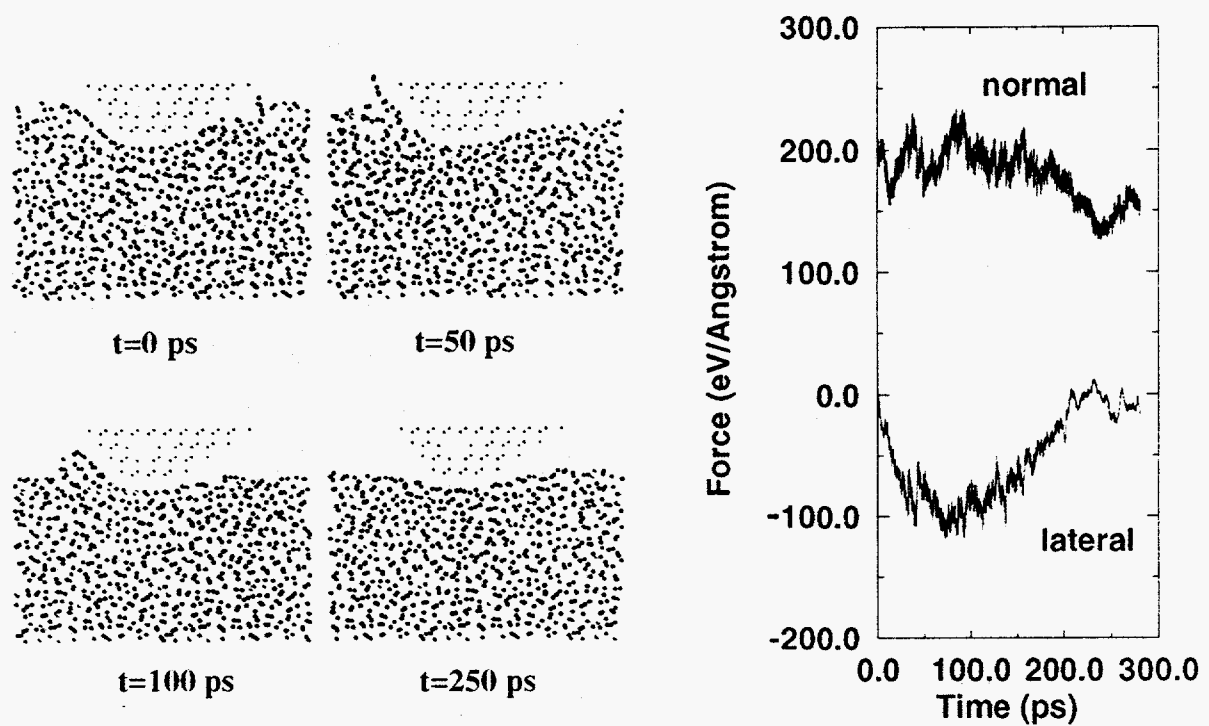 t=0 ps
t=50 ps
t=100 ps
t=250 ps
300.0
200.0
100.0
0.0
-100.0
-200.0
Force (eV/Angstrom)
normal
lateral
0.0 100.0 200.0 300.0
Time (ps)